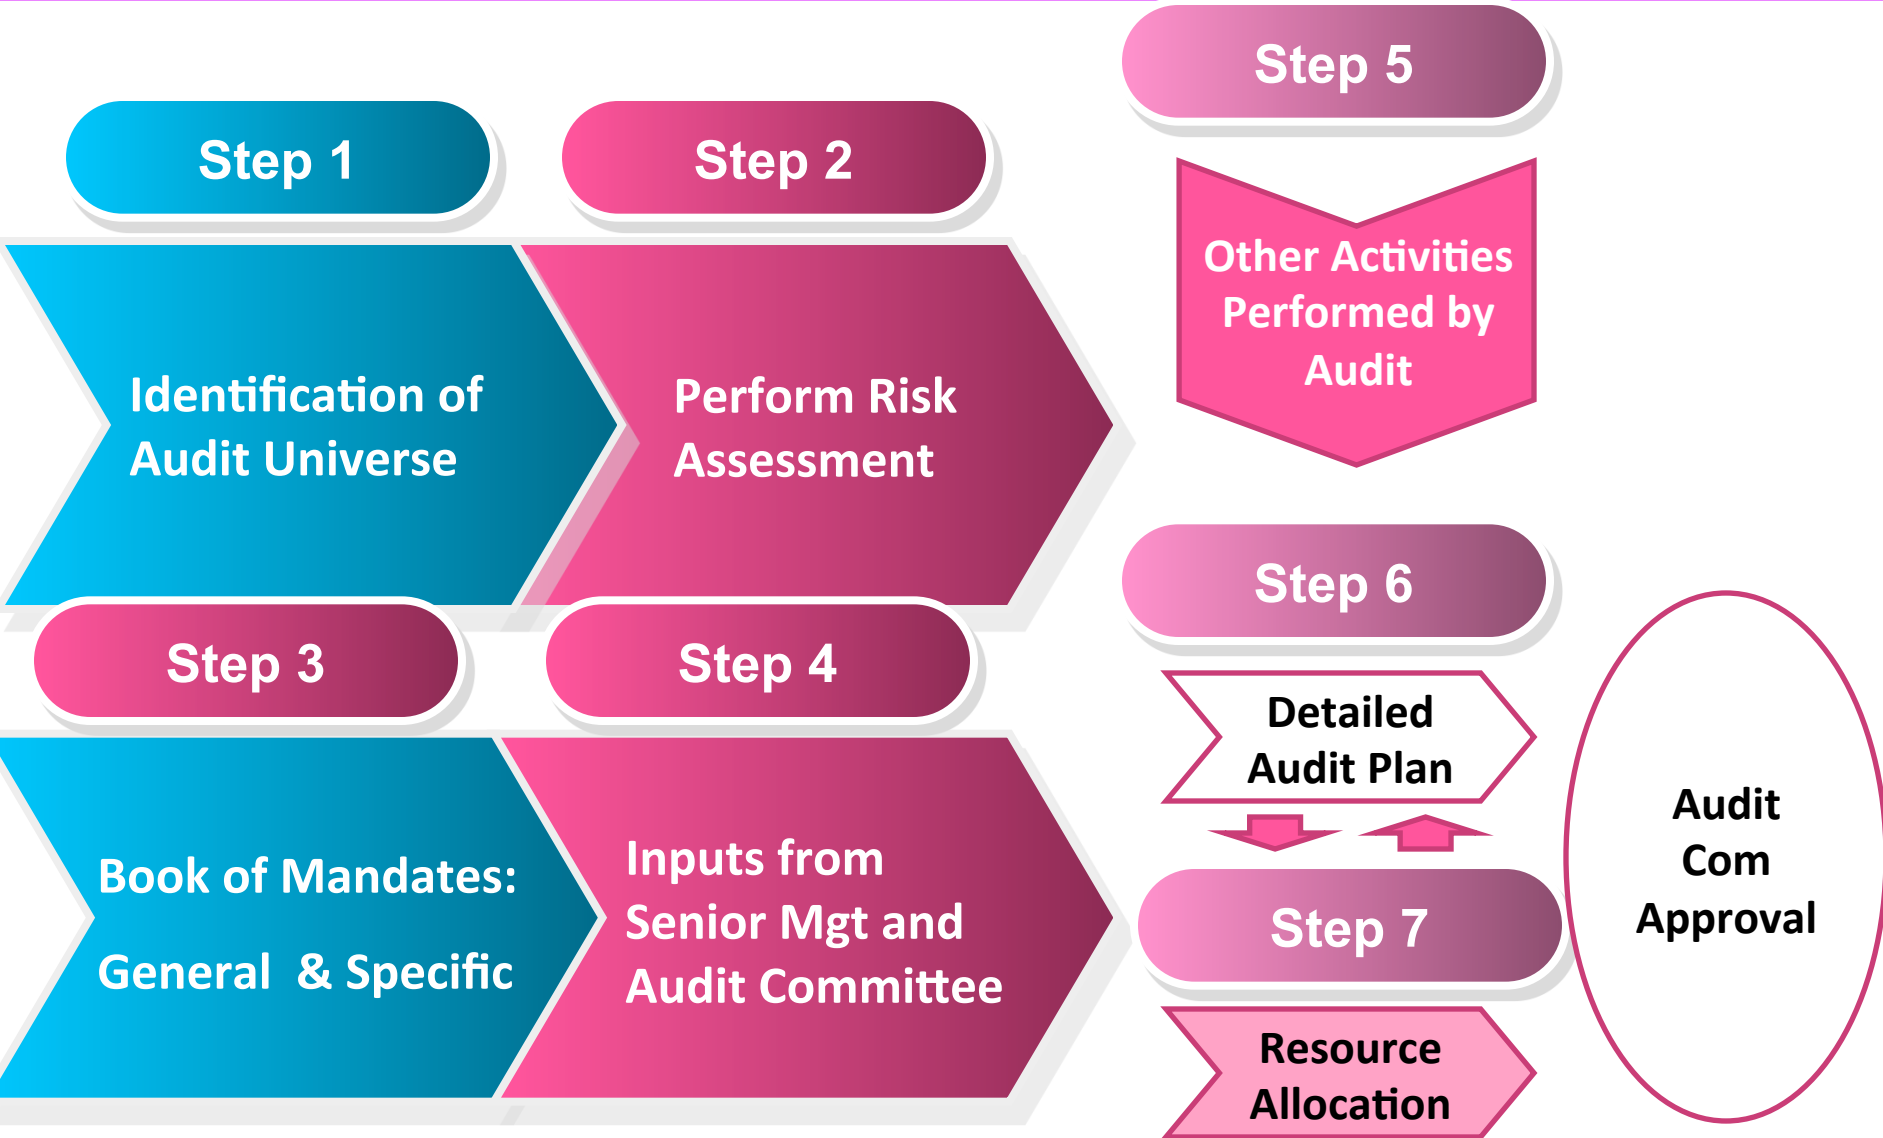 Step 1
Identification of
Audit Universe
Step 2
Perform Risk
Assessment
Step 3
Book of Mandates:
General & Specific
Step 4
Inputs from
Senior Mgt and
Audit Committee
Step 5
Other Activities
Performed by
Audit
Step 6
Detailed
Audit Plan
Step 7
Resource
Allocation
Audit
Com
Approval